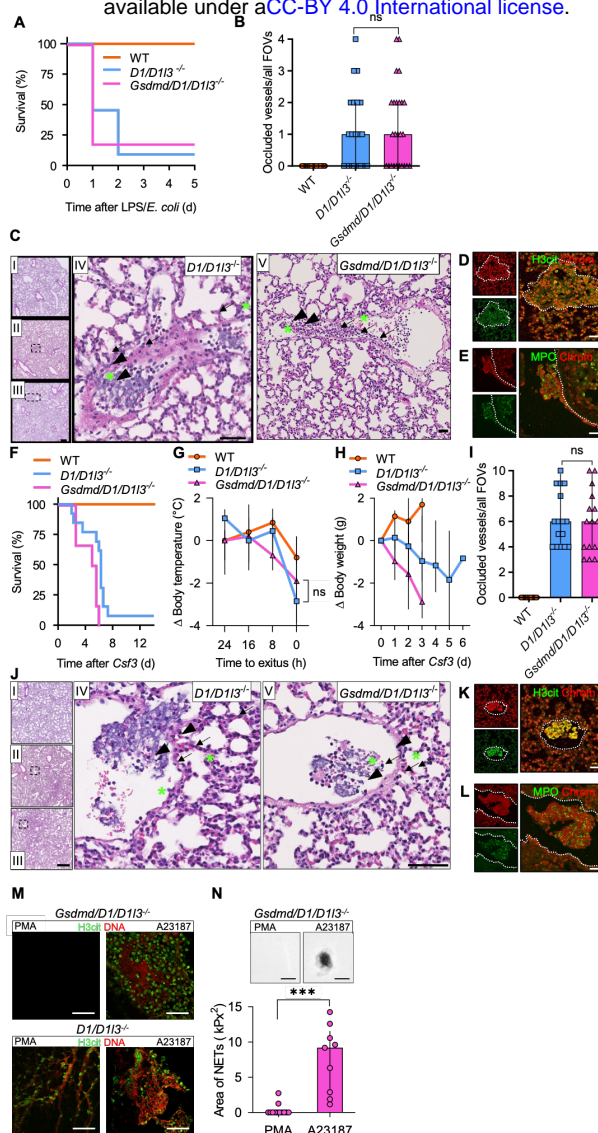 available under aCC-BY 4.0 International license.
A
WT
D1/D1l3 -/-
Gsdmd/D1/D1l3-/-
Survival (%)
100
75
50
25
0
0 1 2 3 4 5
Time after LPS/E. coli (d)
B
ns
Occluded vessels/all FOVs
4
3
2
1
0
WT
D1/D1l3-/-
Gsdmd/D1/D1l3-/-
C
I
II
III
IV
D1/D1l3-/-
V
Gsdmd/D1/D1l3-/-
D
H3cit Chrom
E
MPO Chrom
F
WT
D1/D1l3-/-
Gsdmd/D1/D1l3-/-
Survival (%)
100
75
50
25
0
0 4 8 12
Time after Csf3 (d)
G
WT
D1/D1l3-/-
Gsdmd/D1/D1l3-/-
Δ Body temperature (°C)
2
0
-2
-4
ns
24 16 8 0
Time to exitus (h)
H
WT
D1/D1l3-/-
Gsdmd/D1/D1l3-/-
Δ Body weight (g)
2
0
-2
-4
0 1 2 3 4 5 6
Time after Csf3 (d)
I
ns
Occluded vessels/all FOVs
10
8
6
4
2
0
WT
D1/D1l3-/-
Gsdmd/D1/D1l3-/-
J
I
II
III
IV
D1/D1l3-/-
V
Gsdmd/D1/D1l3-/-
K
H3cit Chrom
L
MPO Chrom
M
Gsdmd/D1/D1l3-/-
PMA H3cit DNA A23187
D1/D1l3-/-
PMA A23187
N
Gsdmd/D1/D1l3-/-
PMA A23187
***
Area of NETs ( kPx2)
15
10
5
0
PMA A23187